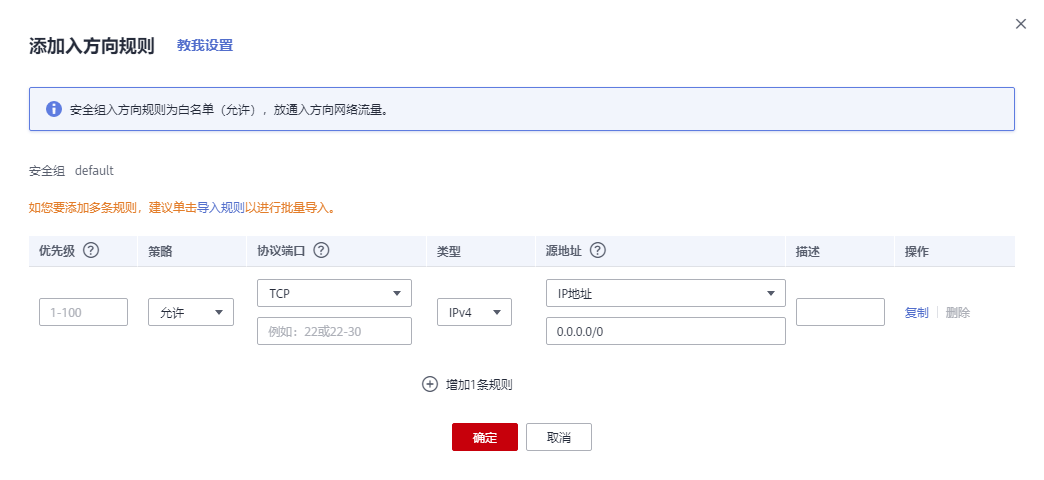 添加入方向规则 教我设置
安全组入方向规则为白名单（允许），放通入方向网络流量。
安全组 default
如您要添加多条规则，建议单击导入规则以进行批量导入。
优先级 ? 策略 协议端口 ? 类型 源地址 ? 描述 操作
TCP IP地址
1-100 允许 IPv4 复制 删除
例如：22或22-30 0.0.0.0/0
增加1条规则
确定 取消